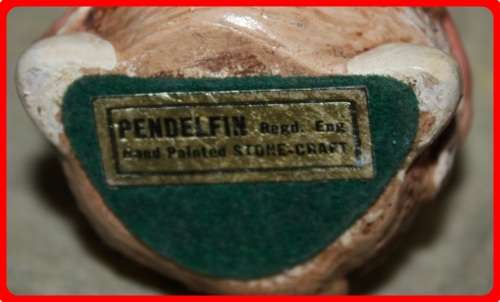 PENDELFIN Regd. Eng
Hand Painted STONE-CRAFT